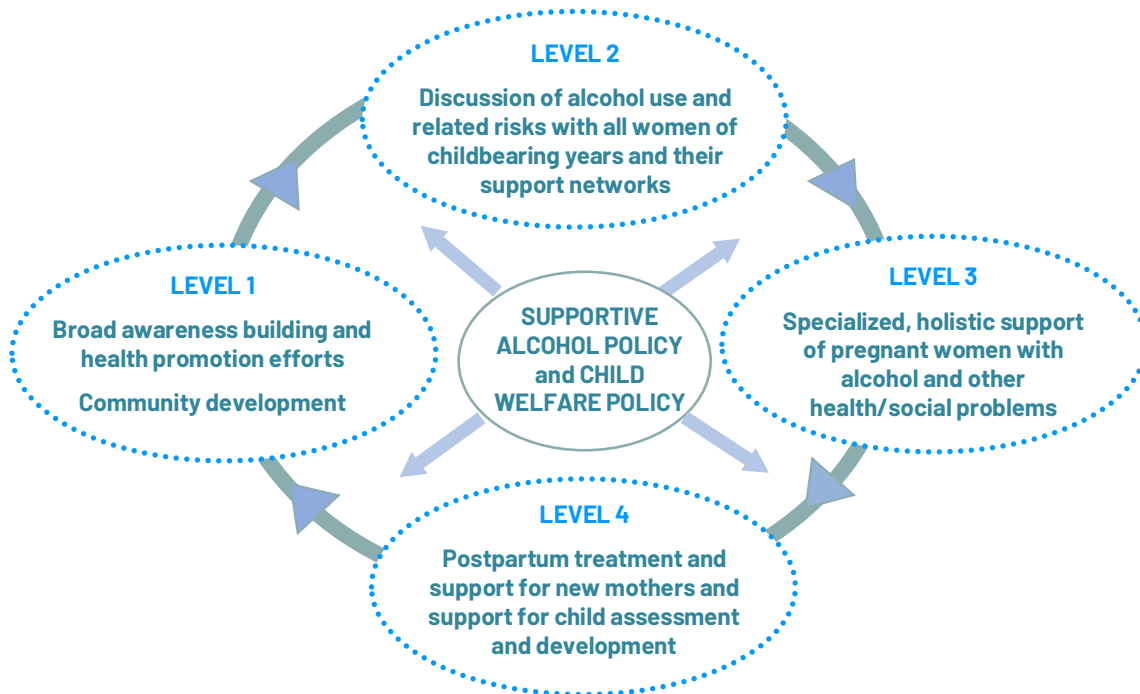 LEVEL 2
Discussion of alcohol use and
related risks with all women of
childbearing years and their
support networks
LEVEL 1
Broad awareness building and
health promotion efforts
Community development
SUPPORTIVE
ALCOHOL POLICY
and CHILD
WELFARE POLICY
LEVEL 3
Specialized, holistic support
of pregnant women with
alcohol and other
health/social problems
LEVEL 4
Postpartum treatment and
support for new mothers and
support for child assessment
and development